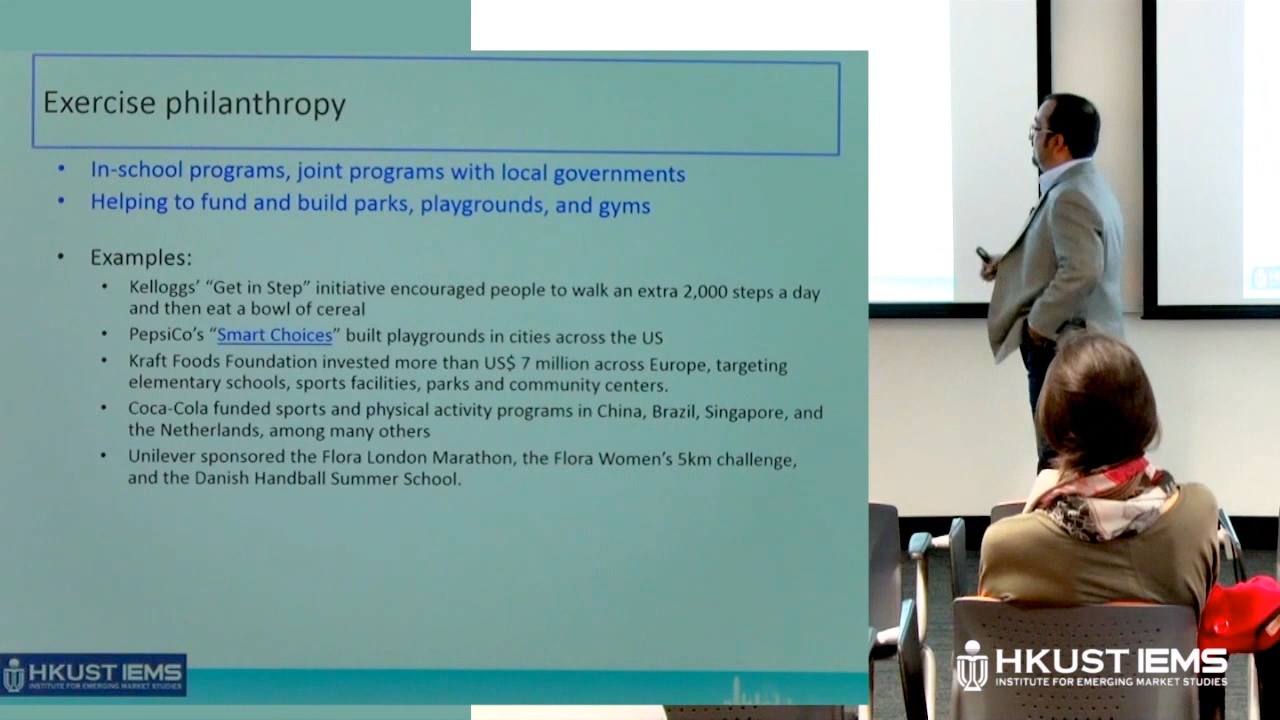 Exercise philanthropy
• In-school programs, joint programs with local governments
• Helping to fund and build parks, playgrounds, and gyms
• Examples:
• Kelloggs’ “Get in Step” initiative encouraged people to walk an extra 2,000 steps a day
and then eat a bowl of cereal
• PepsiCo’s “Smart Choices” built playgrounds in cities across the US
• Kraft Foods Foundation invested more than US$ 7 million across Europe, targeting
elementary schools, sports facilities, parks and community centers.
• Coca-Cola funded sports and physical activity programs in China, Brazil, Singapore, and
the Netherlands, among many others
• Unilever sponsored the Flora London Marathon, the Flora Women’s 5km challenge,
and the Danish Handball Summer School.
HKUST IEMS
INSTITUTE FOR EMERGING MARKET STUDIES
HKUST IEMS
INSTITUTE FOR EMERGING MARKET STUDIES